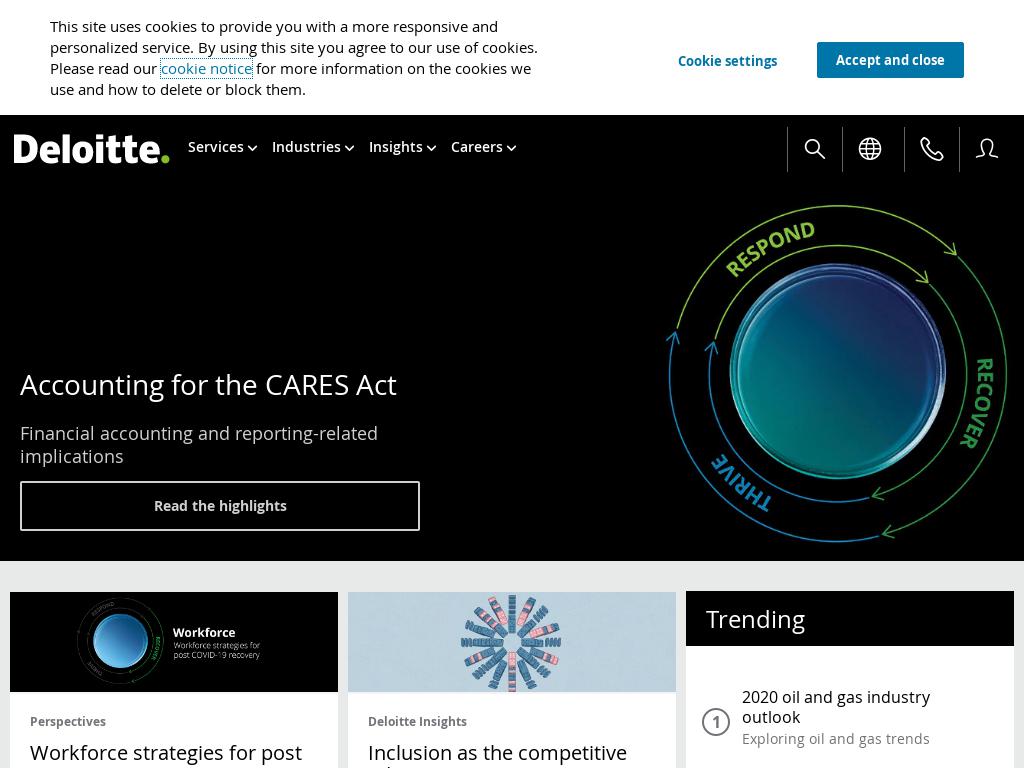 This site uses cookies to provide you with a more responsive and
personalized service. By using this site you agree to our use of cookies.
Please read our cookie notice for more information on the cookies we
use and how to delete or block them.
Cookie settings
Accept and close
Deloitte.
Services
Industries
Insights
Careers
RESPOND
RECOVER
THRIVE
Accounting for the CARES Act
Financial accounting and reporting-related
implications
Read the highlights
RESPOND
RECOVER
THRIVE
Workforce
Workforce strategies for
post COVID-19 recovery
Perspectives
Workforce strategies for post
Deloitte Insights
Inclusion as the competitive
Trending
1
2020 oil and gas industry
outlook
Exploring oil and gas trends